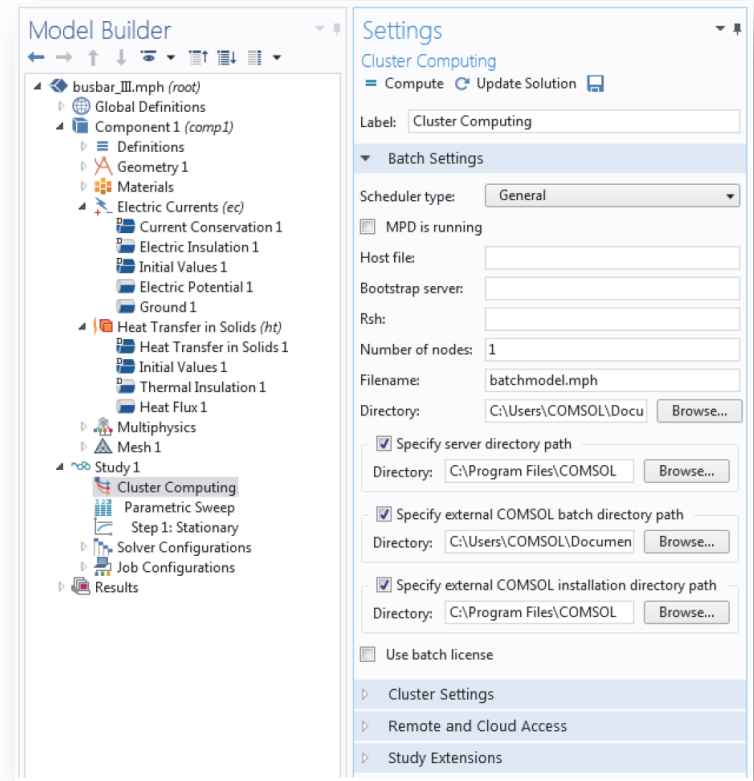 Model Builder
busbar_III.mph (root)
Global Definitions
Component 1 (comp1)
Definitions
Geometry 1
Materials
Electric Currents (ec)
Current Conservation 1
Electric Insulation 1
Initial Values 1
Electric Potential 1
Ground 1
Heat Transfer in Solids (ht)
Heat Transfer in Solids 1
Initial Values 1
Thermal Insulation 1
Heat Flux 1
Multiphysics
Mesh 1
Study 1
Cluster Computing
Parametric Sweep
Step 1: Stationary
Solver Configurations
Job Configurations
Results
Settings
Cluster Computing
= Compute Update Solution
Label: Cluster Computing
Batch Settings
Scheduler type: General
MPD is running
Host file:
Bootstrap server:
Rsh:
Number of nodes: 1
Filename: batchmodel.mph
Directory: C:\Users\COMSOL\Docu Browse...
Specify server directory path
Directory: C:\Program Files\COMSOL Browse...
Specify external COMSOL batch directory path
Directory: C:\Users\COMSOL\Documen Browse...
Specify external COMSOL installation directory path
Directory: C:\Program Files\COMSOL Browse...
Use batch license
Cluster Settings
Remote and Cloud Access
Study Extensions